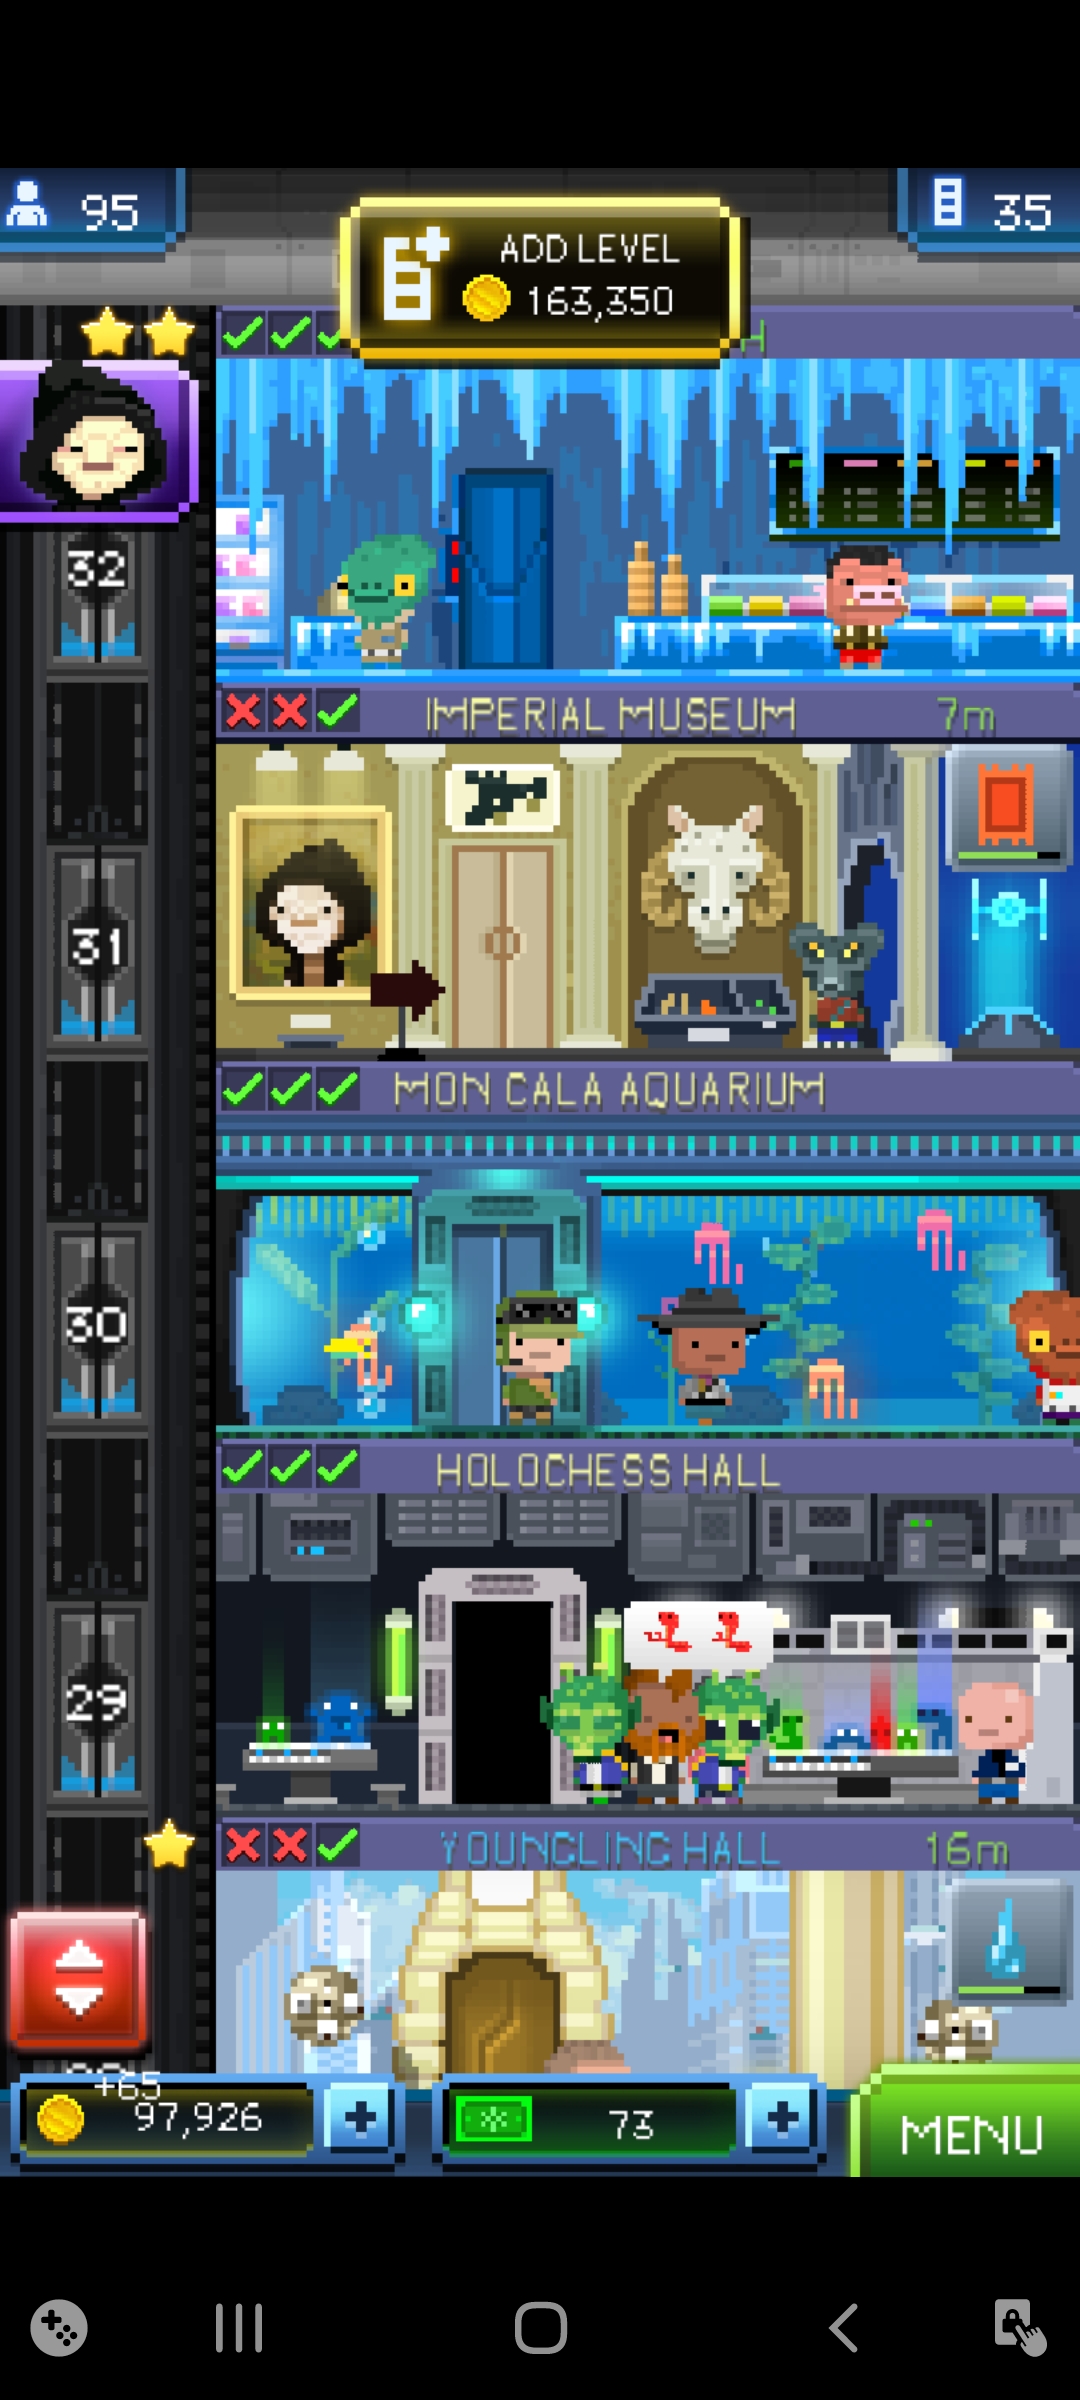 95
35
ADD LEVEL
163,350
H
32
IMPERIAL MUSEUM 7m
31
MON CALA AQUARIUM
30
HOLOCHESS HALL
29
YOUNGLING HALL 16m
+65
97,926
73
MENU